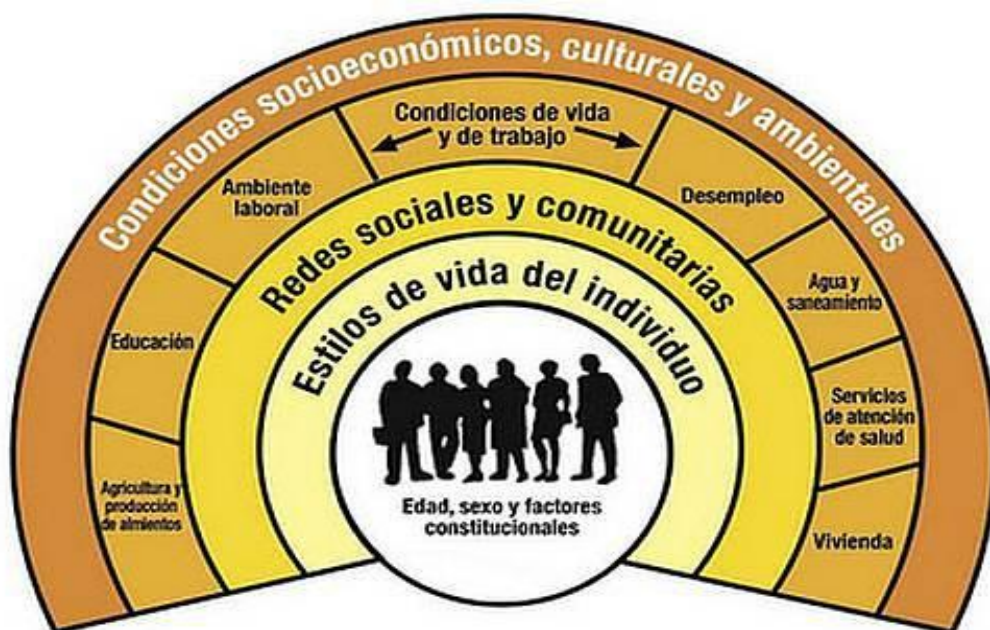 Condiciones socioeconómicos, culturales y ambientales
Condiciones de vida
y de trabajo
Ambiente
laboral
Desempleo
Redes sociales y comunitarias
Agua y
saneamiento
Estilos de vida del individuo
Educación
Servicios
de atención
de salud
Agricultura y
producción
de almientos
Edad, sexo y factores
constitucionales
Vivienda